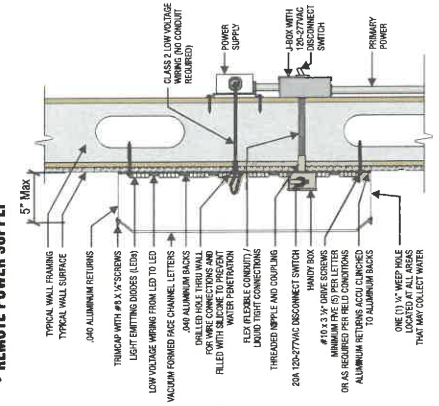 REMOTE POWER SUPPLY
5" Max
TYPICAL WALL FRAMING
TYPICAL WALL SURFACE
.040 ALUMINUM RETURNS
TRIMCAP WITH #6 X ¼"SCREWS
LIGHT EMITTING DIODES (LEDs)
LOW VOLTAGE WIRING FROM LED TO LED
VACUUM FORMED FACE CHANNEL LETTERS
.040 ALUMINUM BACKS
DRILLED HOLE THRU WALL
FOR WIRE CONNECTIONS AND
FILLED WITH SILICONE TO PREVENT
WATER PENETRATION
FLEX (FLEXIBLE CONDUIT) /
LIQUID TIGHT CONNECTIONS
THREADED NIPPLE AND COUPLING
20A 120-277VAC DISCONNECT SWITCH
HANDY BOX
#10 x 3 ½" DRIVE SCREWS
MINIMUM FIVE (5) PER LETTER
OR AS REQUIRED PER FIELD CONDITIONS
ALUMINUM RETURNS ACCU CLINCHED
TO ALUMINUM BACKS
ONE (1) ¼" WEEP HOLE
LOCATED AT ALL AREAS
THAT MAY COLLECT WATER
CLASS 2 LOW VOLTAGE
WIRING (NO CONDUIT
REQUIRED)
POWER
SUPPLY
J-BOX WITH
120-277VAC
DISCONNECT
SWITCH
PRIMARY
POWER